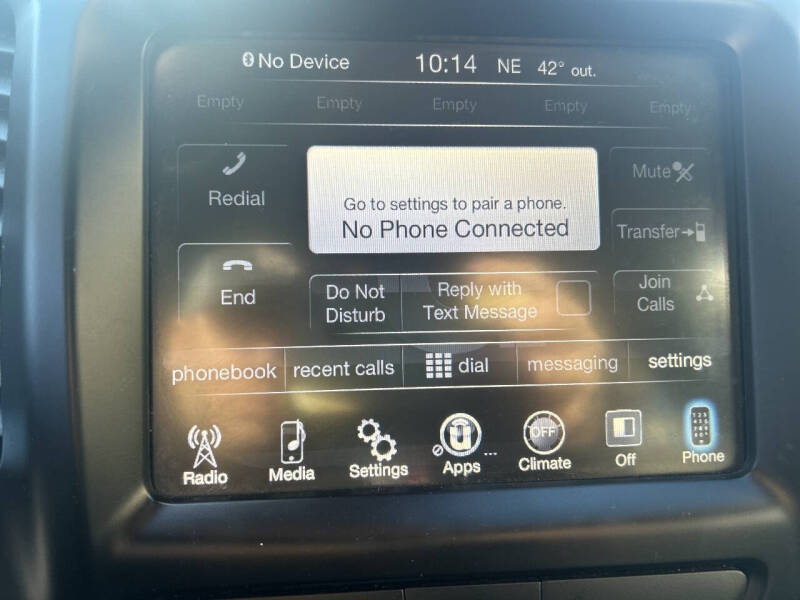 No Device 10:14 NE 42° out.
Empty Empty Empty Empty Empty
Redial
Go to settings to pair a phone.
No Phone Connected
Mute
Transfer
End
Do Not
Disturb
Reply with
Text Message
Join
Calls
phonebook recent calls dial messaging settings
OFF
Radio Media Settings Apps ... Climate Off Phone